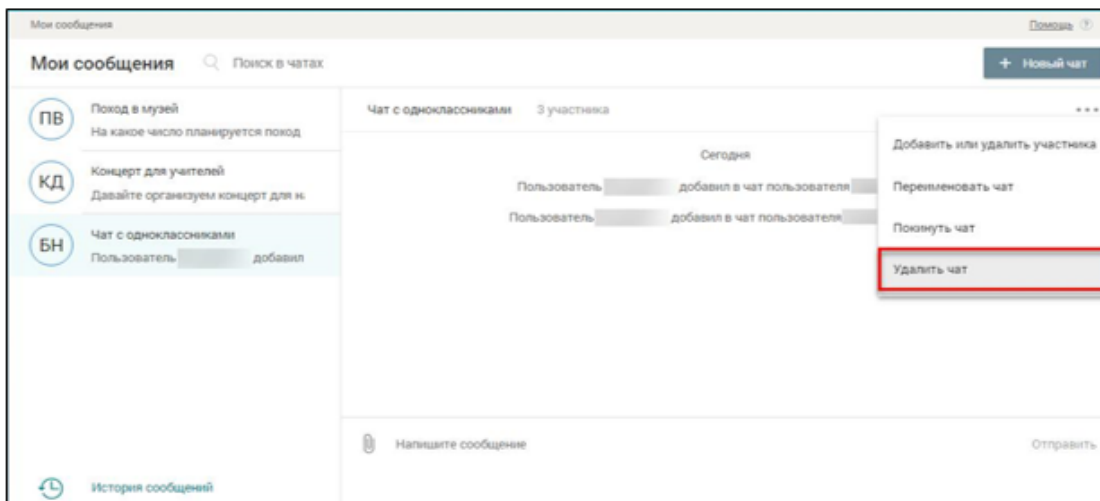 Мои сообщения
Помощь ?
Мои сообщения
Поиск в чатах
+ Новый чат
ПВ
Поход в музей
На какое число планируется поход
КД
Концерт для учителей
Давайте организуем концерт для н
БН
Чат с одноклассниками
Пользователь добавил
История сообщений
Чат с одноклассниками 3 участника
Сегодня
Пользователь добавил в чат пользователя
Пользователь добавил в чат пользователя
Добавить или удалить участника
Переименовать чат
Покинуть чат
Удалить чат
Напишите сообщение
Отправить